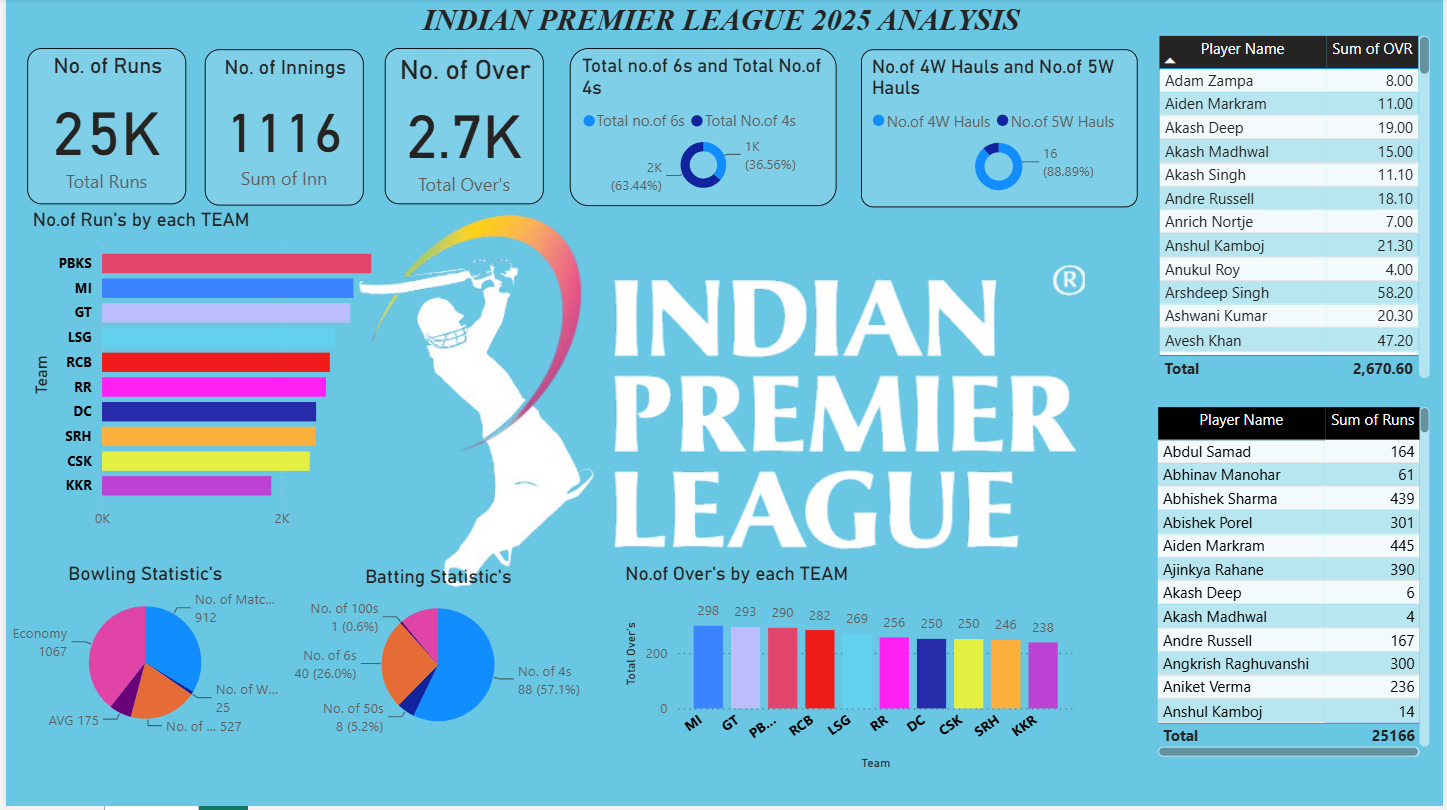 INDIAN PREMIER LEAGUE 2025 ANALYSIS
No. of Runs
25K
Total Runs
No. of Innings
1116
Sum of Inn
No. of Over
2.7K
Total Over's
Total no.of 6s and Total No.of
4s
Total no.of 6s Total No.of 4s
1K
(36.56%)
2K
(63.44%)
No.of 4W Hauls and No.of 5W
Hauls
No.of 4W Hauls No.of 5W Hauls
16
(88.89%)
Player Name Sum of OVR
Adam Zampa 8.00
Aiden Markram 11.00
Akash Deep 19.00
Akash Madhwal 15.00
Akash Singh 11.10
Andre Russell 18.10
Anrich Nortje 7.00
Anshul Kamboj 21.30
Anukul Roy 4.00
Arshdeep Singh 58.20
Ashwani Kumar 20.30
Avesh Khan 47.20
Total 2,670.60
No.of Run's by each TEAM
Team
PBKS
MI
GT
LSG
RCB
RR
DC
SRH
CSK
KKR
0K 2K
INDIAN ®
PREMIER
LEAGUE
Player Name Sum of Runs
Abdul Samad 164
Abhinav Manohar 61
Abhishek Sharma 439
Abishek Porel 301
Aiden Markram 445
Ajinkya Rahane 390
Akash Deep 6
Akash Madhwal 4
Andre Russell 167
Angkrish Raghuvanshi 300
Aniket Verma 236
Anshul Kamboj 14
Total 25166
Bowling Statistic's
No. of Matc...
912
Economy
1067
No. of W...
25
AVG 175
No. of ... 527
Batting Statistic's
No. of 100s
1 (0.6%)
No. of 6s
40 (26.0%)
No. of 4s
88 (57.1%)
No. of 50s
8 (5.2%)
No.of Over's by each TEAM
Total Over's
298 293 290 282 269 256 250 250 246 238
200
0
MI GT PB... RCB LSG RR DC CSK SRH KKR
Team